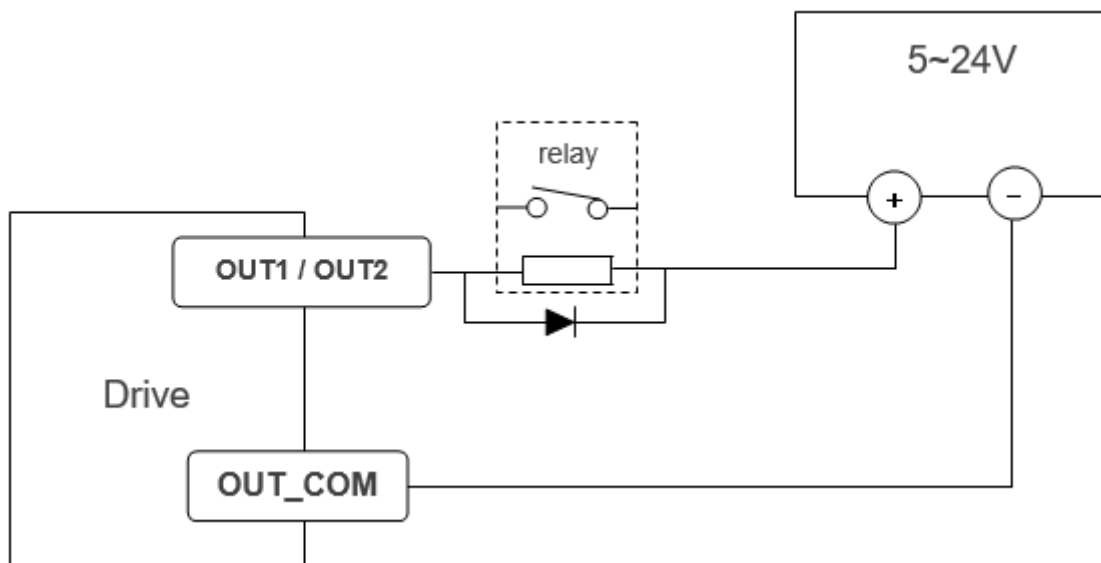 5~24V
relay
+
-
OUT1 / OUT2
Drive
OUT_COM